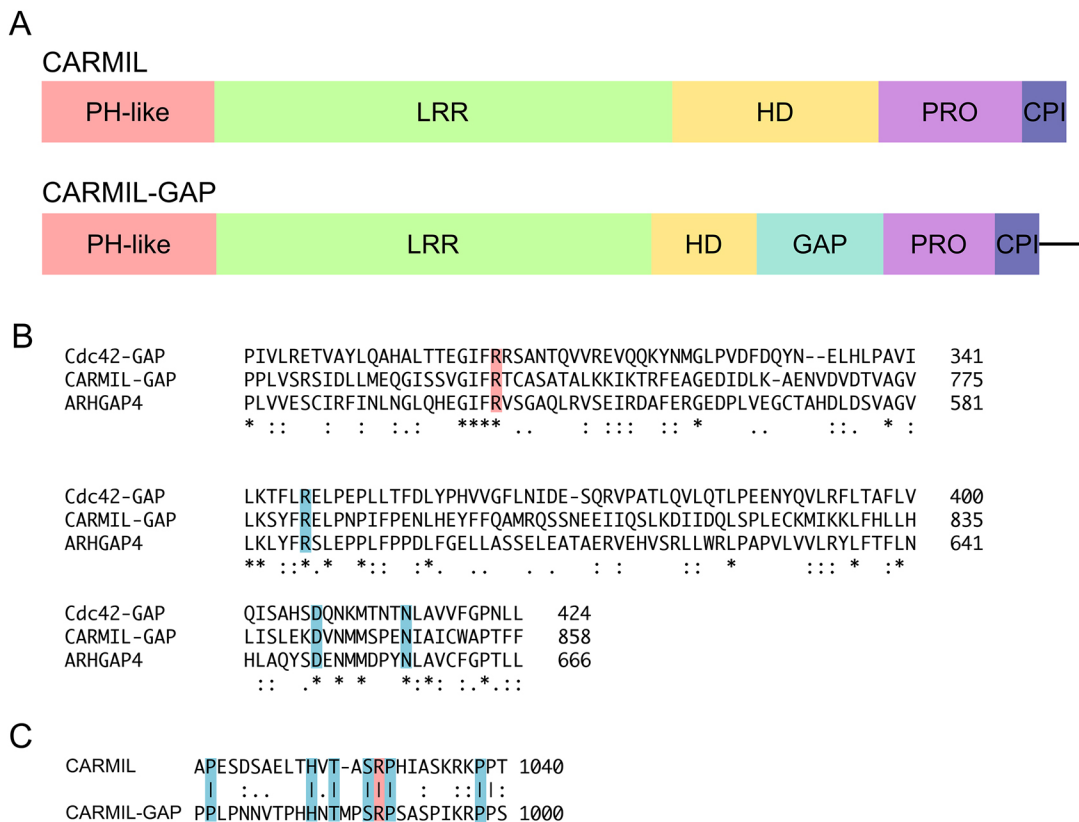 A
CARMIL
PH-like LRR HD PRO CPI
CARMIL-GAP
PH-like LRR HD GAP PRO CPI
B
Cdc42-GAP PIVLRETVAYLQAHALTTEGIFRRSANTQVVREVQQKYNMGLPVDFDQYN--ELHLPAVI 341
CARMIL-GAP PPLVSRSIDLLMEQGISSVGIFRTCASATALKKIKTRFEAGEDIDLK-AENVDVDTVAGV 775
ARHGAP4 PLVVESCIRFINLNGLQHEGIFRVSGAQLRVSEIRDAFERGEDPLVEGCTAHDLDSVAGV 581
* :: : : :.: **** .. : ::: :: * .. ::. * :
Cdc42-GAP LKTFLRELPEPLLTFDLYPHVVGFLNIDE-SQRVPATLQVLQTLPEENYQVLRFLTAFLV 400
CARMIL-GAP LKSYFRELPNPIFPENLHEYFFQAMRQSSNEEIIQSLKDIIDQLSPLECKMIKKLFHLLH 835
ARHGAP4 LKLYFRSLEPPLFPPDLFGELLASSELEATAERVEHVSRLLWRLPAPVLVVLRYLFTFLN 641
** ::*.* *:: :*. .. . . : : :: * ::: * :*
Cdc42-GAP QISAHSDQNKMTNTNLAVVFGPNLL 424
CARMIL-GAP LISLEKDVNMMSPENIAICWAPTFF 858
ARHGAP4 HLAQYSDENMMDPYNLAVCFGPTLL 666
:: .* * * *:*: :.*.::
C
CARMIL APESDSAELTHVT-ASRPHIASKRKPPT 1040
| :.. |.| ||| : ::||:
CARMIL-GAP PPLPNNVTPHHNTMPSRPSASPIKRPPS 1000